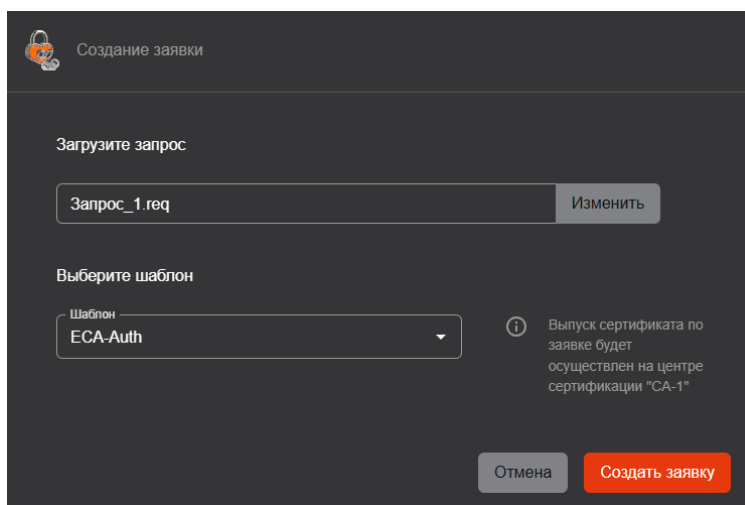 Создание заявки
Загрузите запрос
Запрос_1.req
Изменить
Выберите шаблон
Шаблон
ECA-Auth
Выпуск сертификата по
заявке будет
осуществлен на центре
сертификации "CA-1"
Отмена
Создать заявку